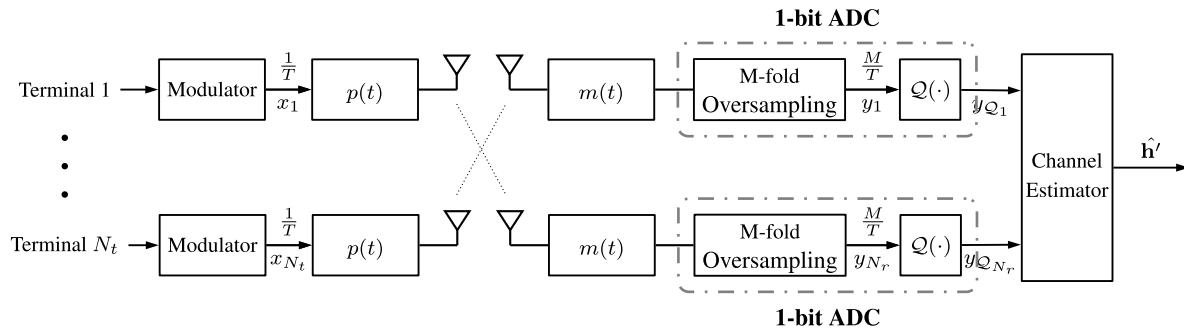 1-bit ADC
Terminal 1
Modulator
1/T
x_1
p(t)
m(t)
M-fold
Oversampling
M/T
y_1
𝒬(·)
y_{𝒬_1}
Channel
Estimator
ĥ′
Terminal N_t
Modulator
1/T
x_{N_t}
p(t)
m(t)
M-fold
Oversampling
M/T
y_{N_r}
𝒬(·)
y_{𝒬_{N_r}}
1-bit ADC